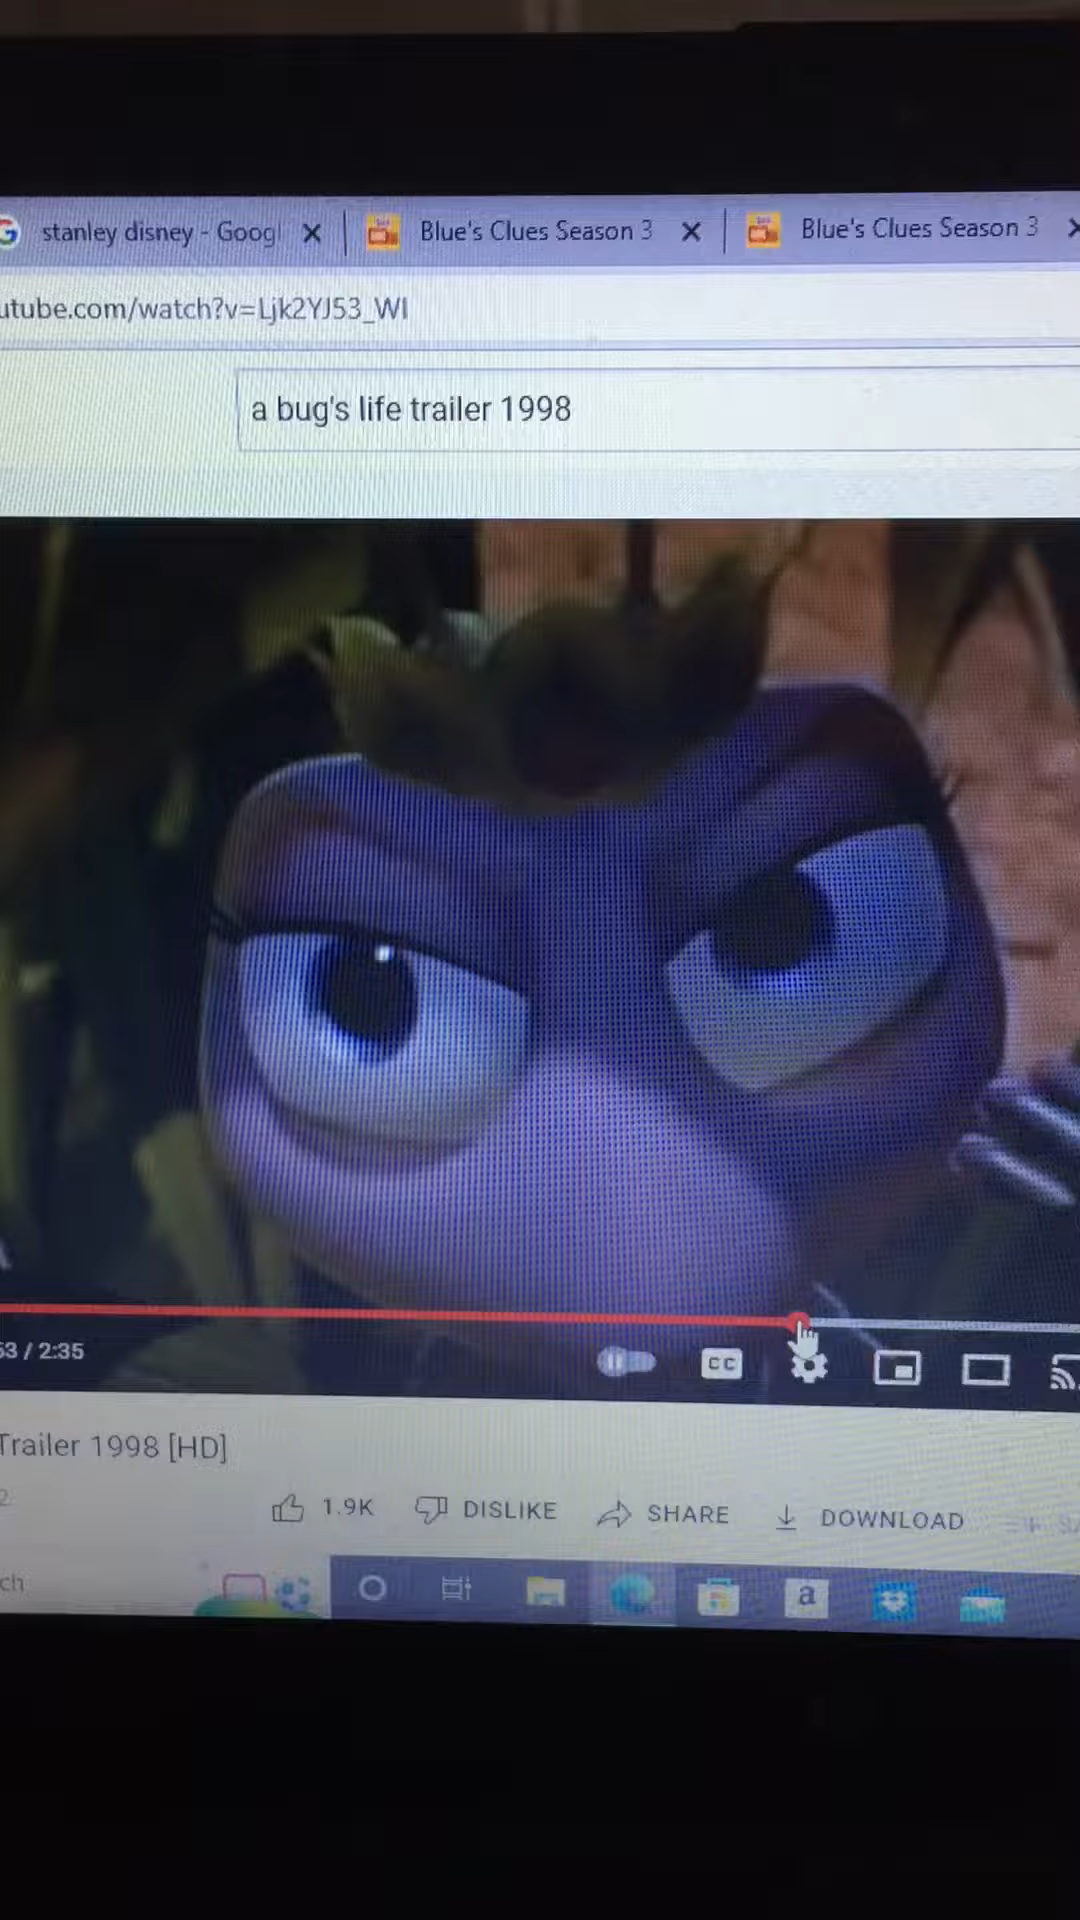 stanley disney - Googl
Blue's Clues Season 3
Blue's Clues Season 3
utube.com/watch?v=Ljk2YJ53_WI
a bug's life trailer 1998
53 / 2:35
CC
Trailer 1998 [HD]
1.9K
DISLIKE
SHARE
DOWNLOAD
ch
a